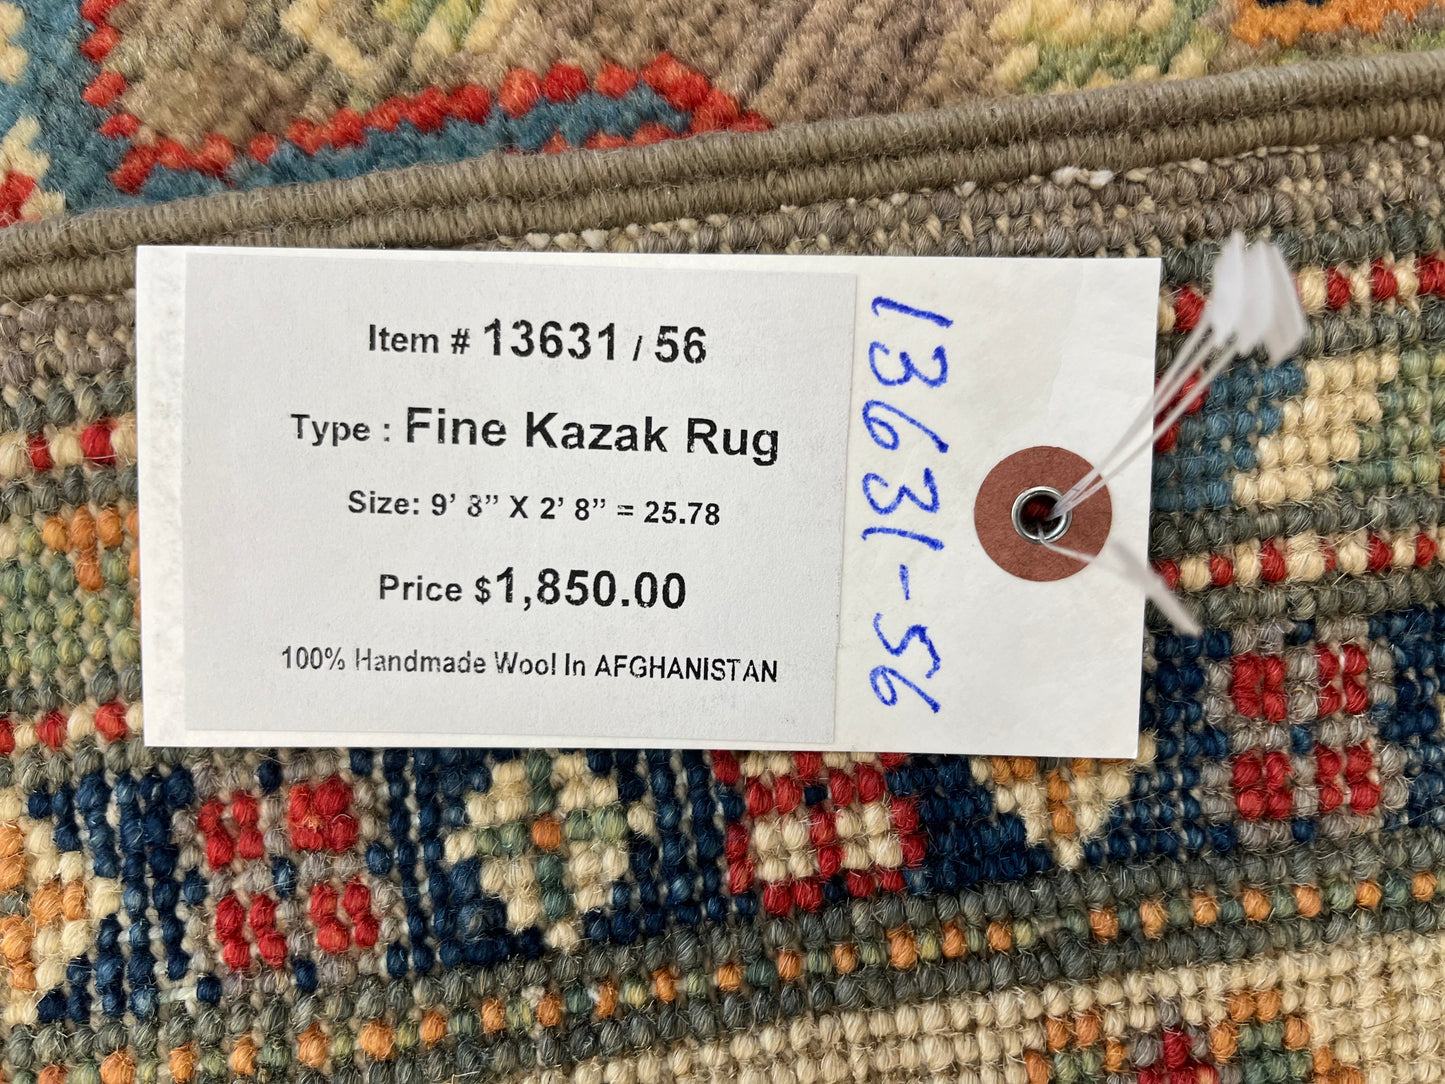 Item # 13631 / 56
Type : Fine Kazak Rug
Size: 9’ 8” X 2’ 8” = 25.78
Price $1,850.00
100% Handmade Wool In AFGHANISTAN
13631-56